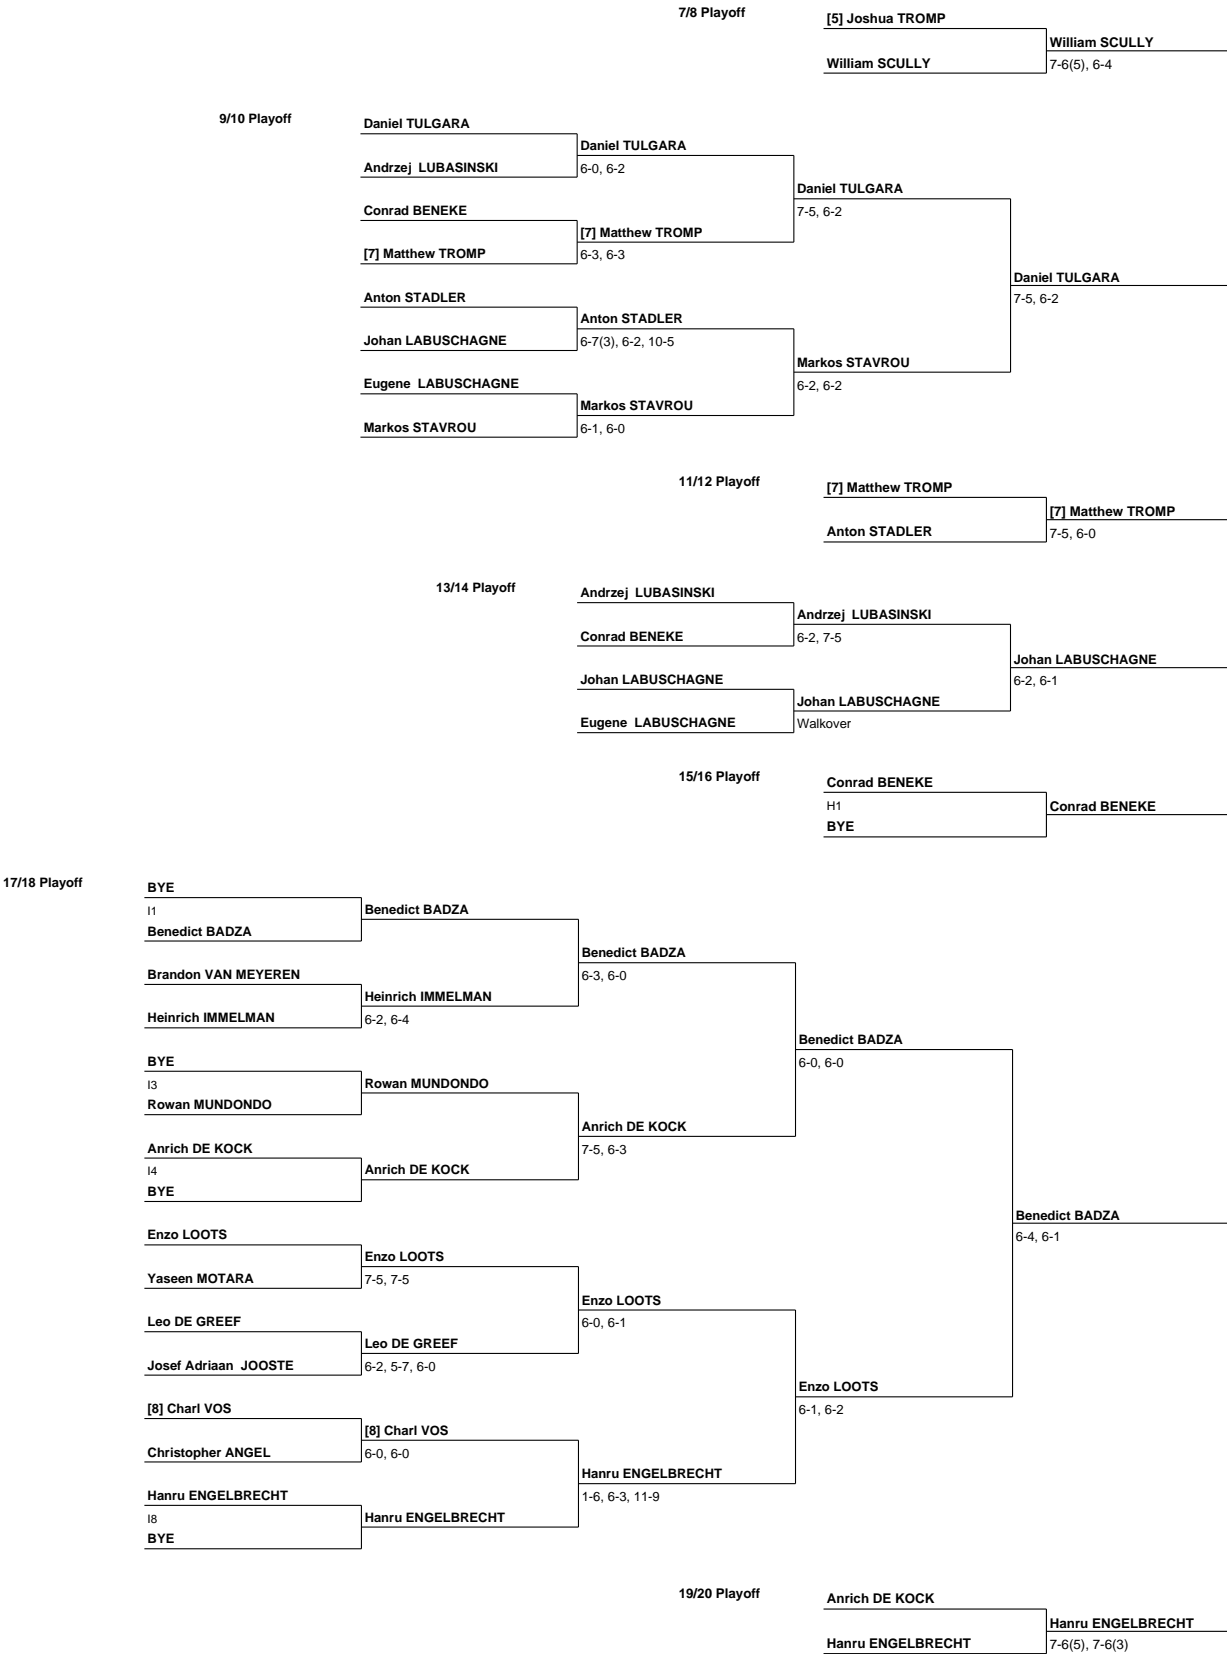 7/8 Playoff
[5] Joshua TROMP
William SCULLY
William SCULLY
7-6(5), 6-4
9/10 Playoff
Daniel TULGARA
Daniel TULGARA
Andrzej LUBASINSKI
6-0, 6-2
Daniel TULGARA
Conrad BENEKE
7-5, 6-2
[7] Matthew TROMP
[7] Matthew TROMP
6-3, 6-3
Daniel TULGARA
Anton STADLER
7-5, 6-2
Anton STADLER
Johan LABUSCHAGNE
6-7(3), 6-2, 10-5
Markos STAVROU
Eugene LABUSCHAGNE
6-2, 6-2
Markos STAVROU
Markos STAVROU
6-1, 6-0
11/12 Playoff
[7] Matthew TROMP
[7] Matthew TROMP
Anton STADLER
7-5, 6-0
13/14 Playoff
Andrzej LUBASINSKI
Andrzej LUBASINSKI
Conrad BENEKE
6-2, 7-5
Johan LABUSCHAGNE
Johan LABUSCHAGNE
6-2, 6-1
Johan LABUSCHAGNE
Eugene LABUSCHAGNE
Walkover
15/16 Playoff
Conrad BENEKE
H1
Conrad BENEKE
BYE
17/18 Playoff
BYE
I1
Benedict BADZA
Benedict BADZA
Benedict BADZA
Brandon VAN MEYEREN
6-3, 6-0
Heinrich IMMELMAN
Heinrich IMMELMAN
6-2, 6-4
Benedict BADZA
BYE
6-0, 6-0
I3
Rowan MUNDONDO
Rowan MUNDONDO
Anrich DE KOCK
Anrich DE KOCK
7-5, 6-3
I4
Anrich DE KOCK
BYE
Benedict BADZA
Enzo LOOTS
6-4, 6-1
Enzo LOOTS
Yaseen MOTARA
7-5, 7-5
Enzo LOOTS
Leo DE GREEF
6-0, 6-1
Leo DE GREEF
Josef Adriaan JOOSTE
6-2, 5-7, 6-0
Enzo LOOTS
[8] Charl VOS
6-1, 6-2
[8] Charl VOS
Christopher ANGEL
6-0, 6-0
Hanru ENGELBRECHT
Hanru ENGELBRECHT
1-6, 6-3, 11-9
I8
Hanru ENGELBRECHT
BYE
19/20 Playoff
Anrich DE KOCK
Hanru ENGELBRECHT
Hanru ENGELBRECHT
7-6(5), 7-6(3)